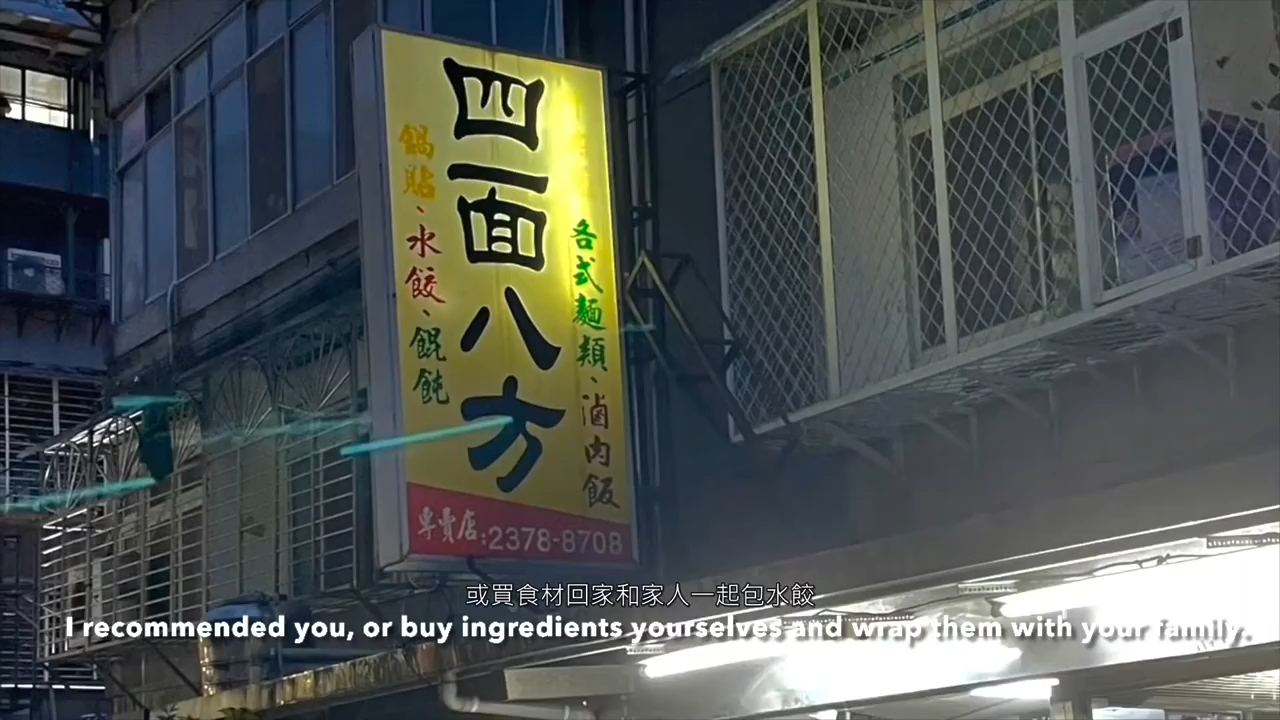 四面八方
各式麵類、滷肉飯
鍋貼、水餃、餛飩
專賣店:2378-8708
或買食材回家和家人一起包水餃
I recommended you, or buy ingredients yourselves and wrap them with your family.